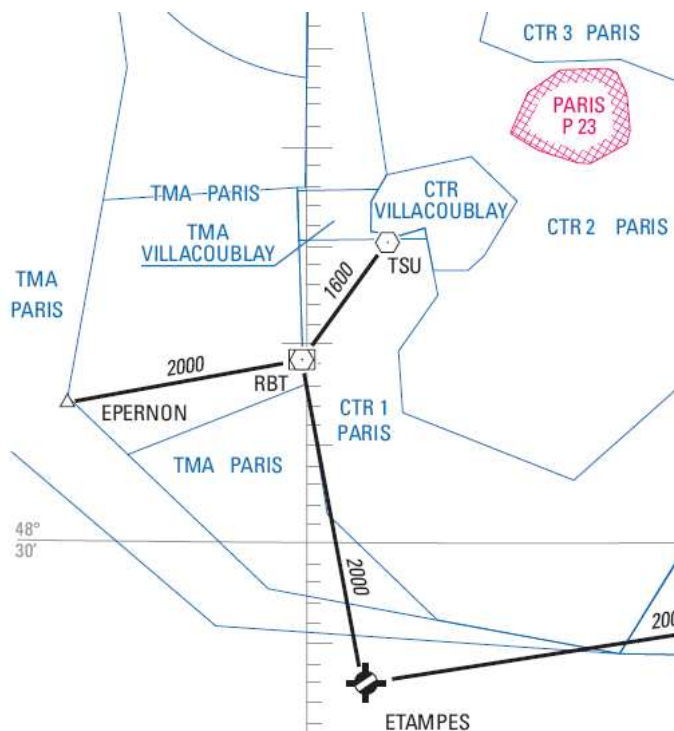 CTR 3 PARIS
PARIS
P 23
TMA PARIS
CTR
VILLACOUBLAY
TMA
VILLACOUBLAY
CTR 2 PARIS
TSU
TMA
PARIS
1600
2000
RBT
EPERNON
CTR 1
PARIS
TMA PARIS
48°
30'
2000
200
ETAMPES